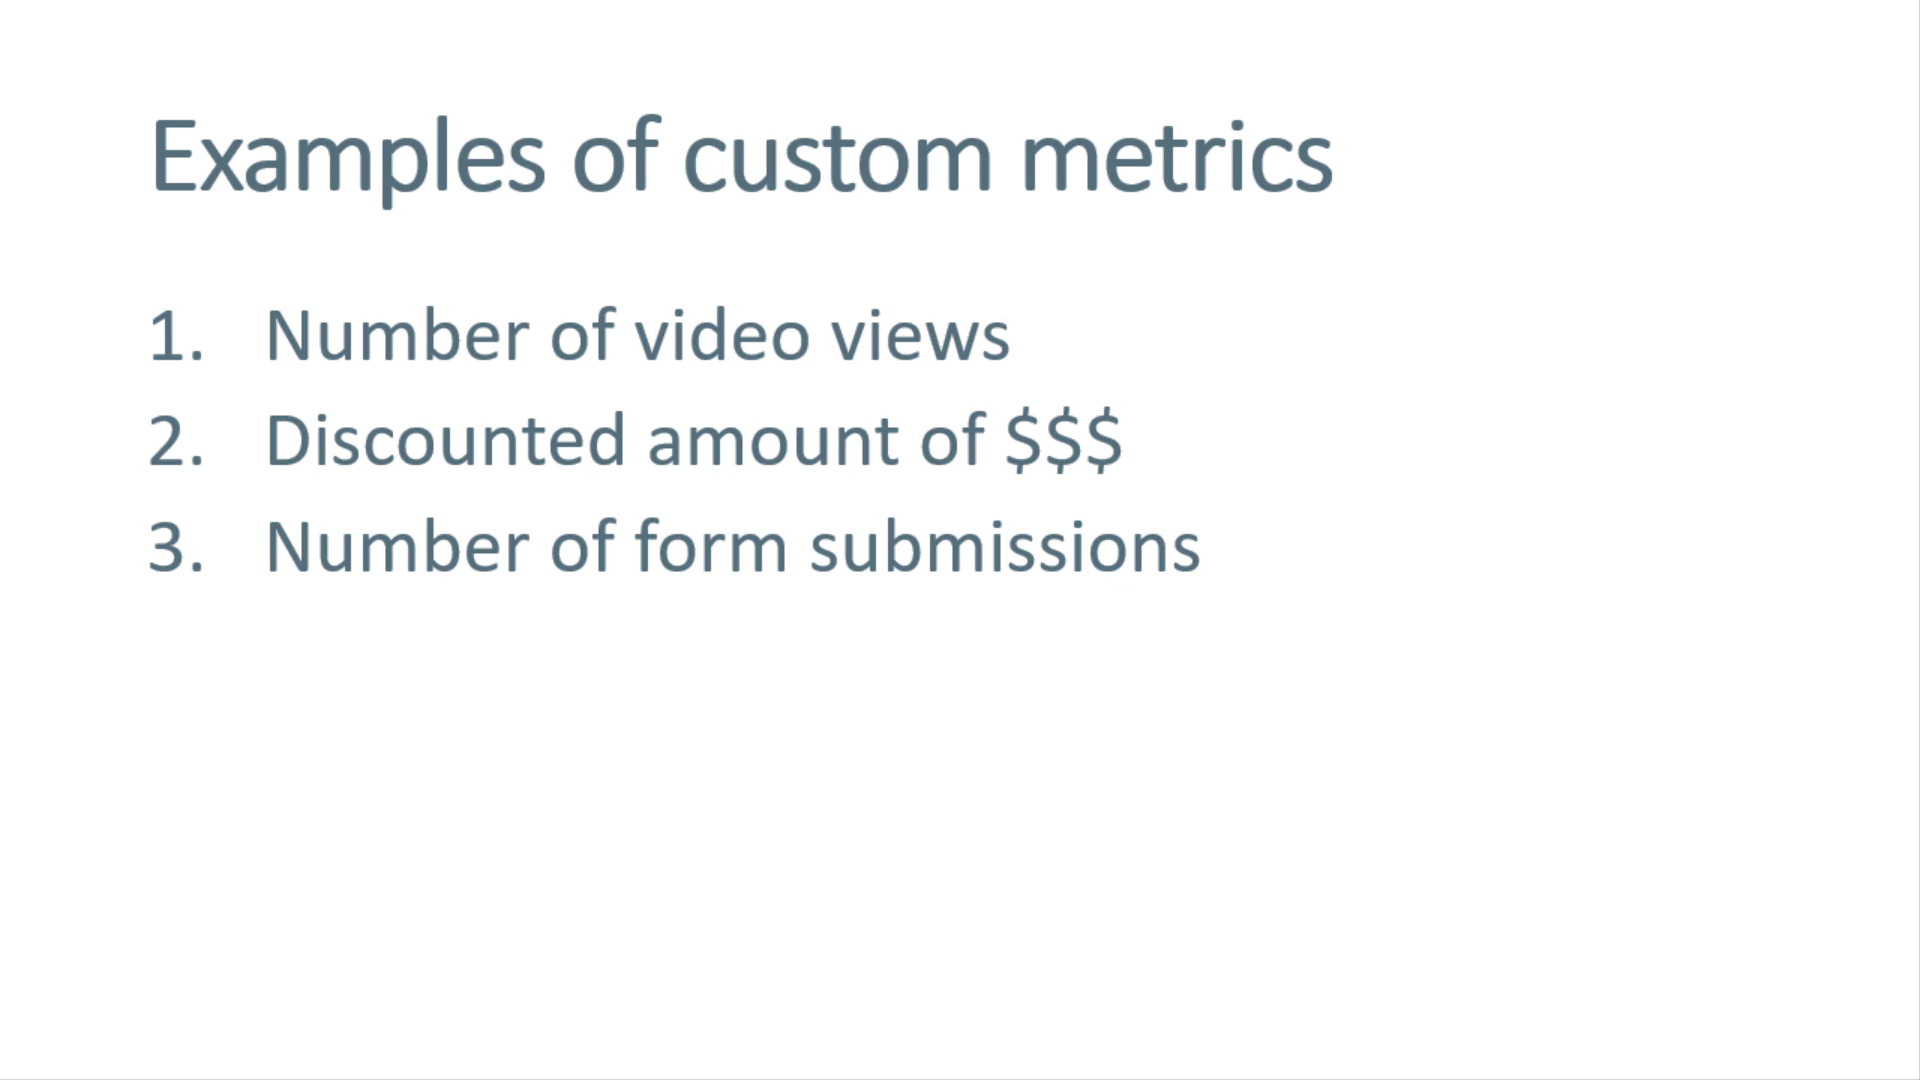 Examples of custom metrics
1. Number of video views
2. Discounted amount of $$$
3. Number of form submissions